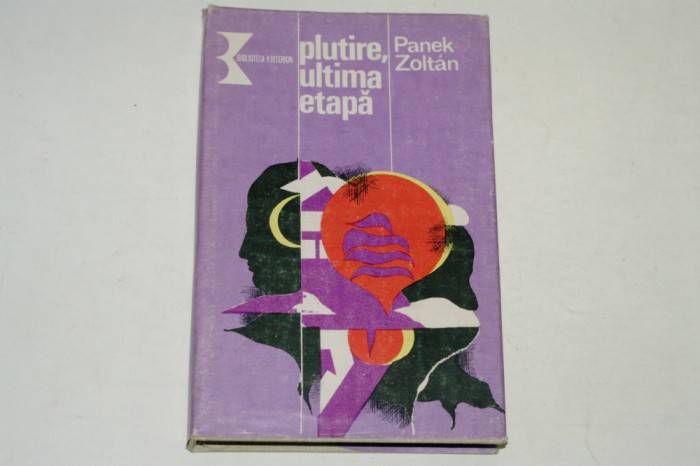 BIBLIOTECA KRITERION
plutire,
ultima
etapă
Panek
Zoltán